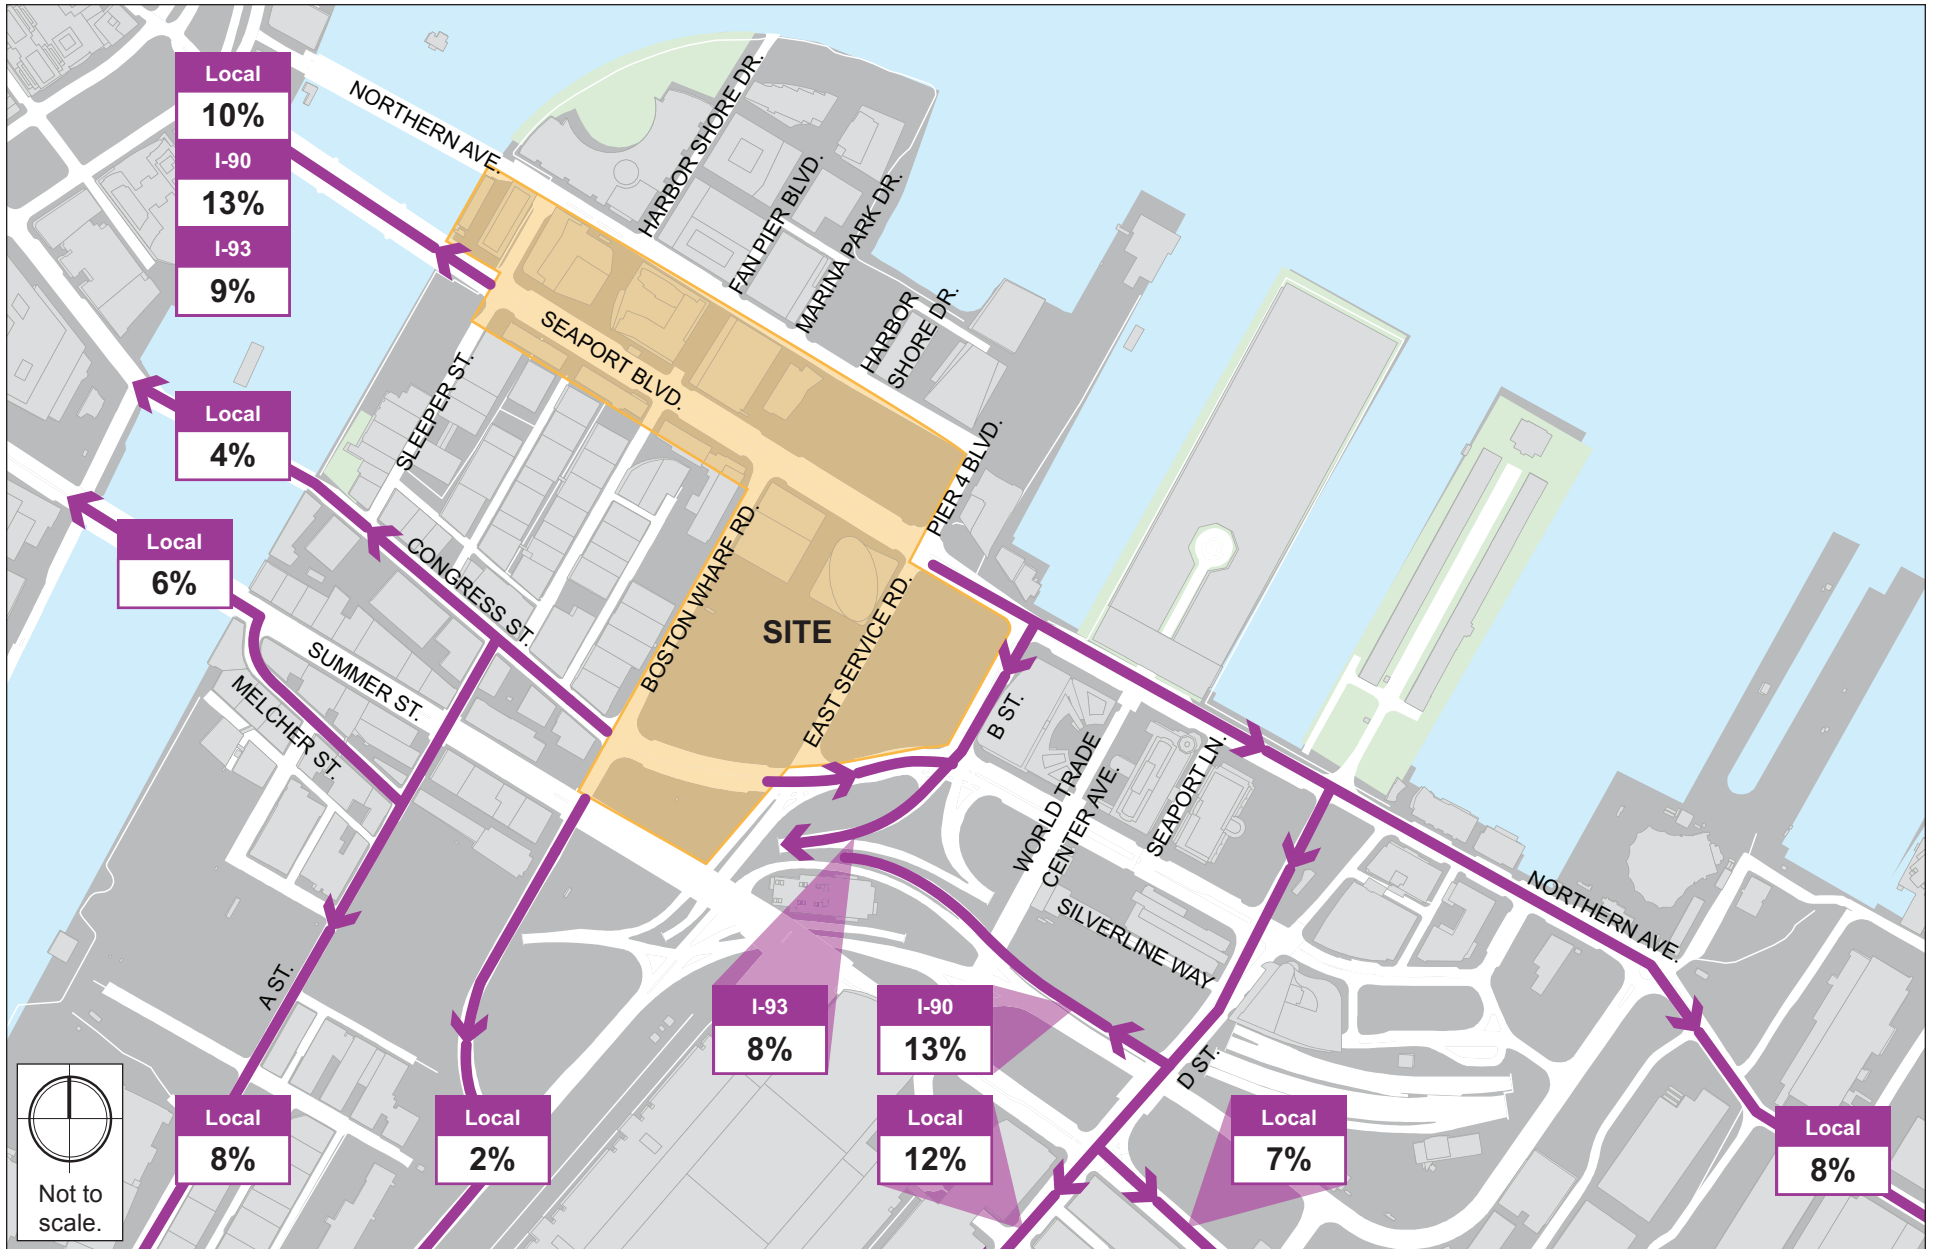 Local
10%
I-90
13%
I-93
9%
NORTHERN AVE.
HARBOR SHORE DR.
FAN PIER BLVD.
MARINA PARK DR.
HARBOR
SHORE DR.
SEAPORT BLVD.
SLEEPER ST.
Local
4%
PIER 4 BLVD.
Local
6%
CONGRESS ST.
BOSTON WHARF RD.
SITE
EAST SERVICE RD.
SUMMER ST.
MELCHER ST.
B ST.
WORLD TRADE
CENTER AVE.
SEAPORT LN.
SILVERLINE WAY
NORTHERN AVE.
A ST.
I-93
8%
I-90
13%
D ST.
Not to
scale.
Local
8%
Local
2%
Local
12%
Local
7%
Local
8%